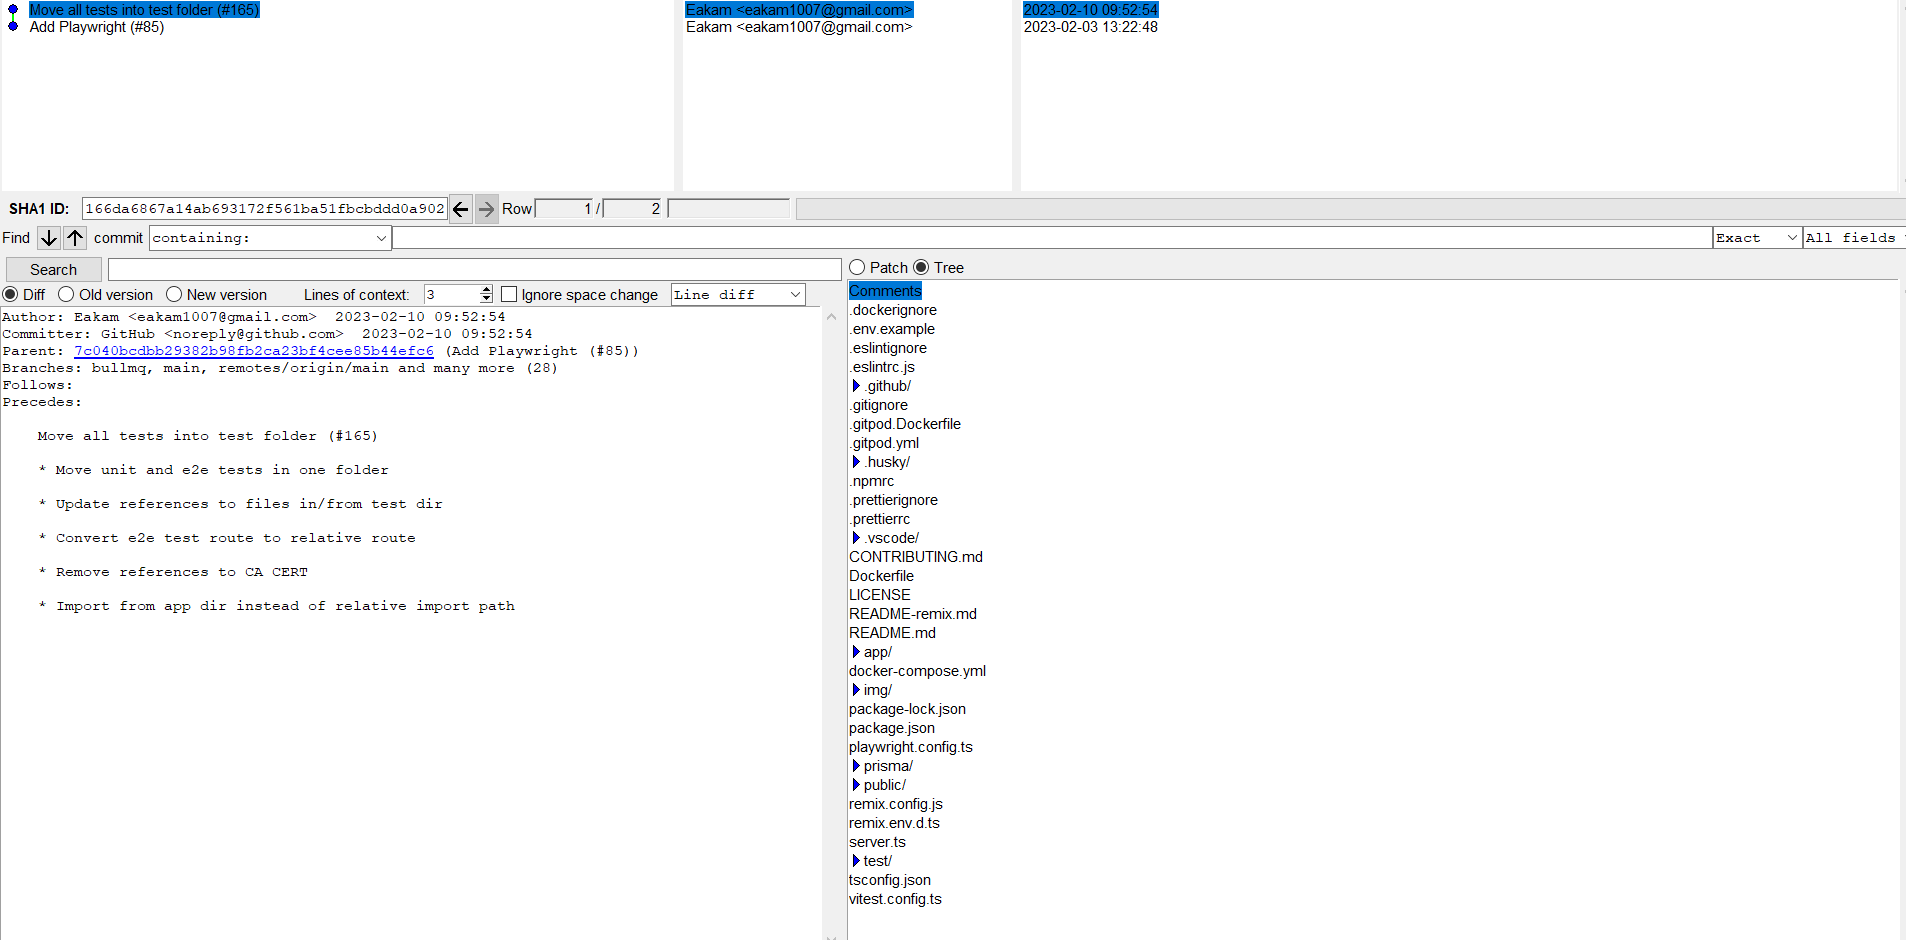 Move all tests into test folder (#165) Eakam <eakam1007@gmail.com> 2023-02-10 09:52:54
Add Playwright (#85) Eakam <eakam1007@gmail.com> 2023-02-03 13:22:48
SHA1 ID: 166da6867a14ab693172f561ba51fbcbddd0a902 Row 1 / 2
Find commit containing: Exact All fields
Search
Diff Old version New version Lines of context: 3 Ignore space change Line diff
Author: Eakam <eakam1007@gmail.com> 2023-02-10 09:52:54
Committer: GitHub <noreply@github.com> 2023-02-10 09:52:54
Parent: 7c040bcdbb29382b98fb2ca23bf4cee85b44efc6 (Add Playwright (#85))
Branches: bullmq, main, remotes/origin/main and many more (28)
Follows:
Precedes:
Move all tests into test folder (#165)
* Move unit and e2e tests in one folder
* Update references to files in/from test dir
* Convert e2e test route to relative route
* Remove references to CA CERT
* Import from app dir instead of relative import path
Patch Tree
Comments
.dockerignore
.env.example
.eslintignore
.eslintrc.js
.github/
.gitignore
.gitpod.Dockerfile
.gitpod.yml
.husky/
.npmrc
.prettierignore
.prettierrc
.vscode/
CONTRIBUTING.md
Dockerfile
LICENSE
README-remix.md
README.md
app/
docker-compose.yml
img/
package-lock.json
package.json
playwright.config.ts
prisma/
public/
remix.config.js
remix.env.d.ts
server.ts
test/
tsconfig.json
vitest.config.ts